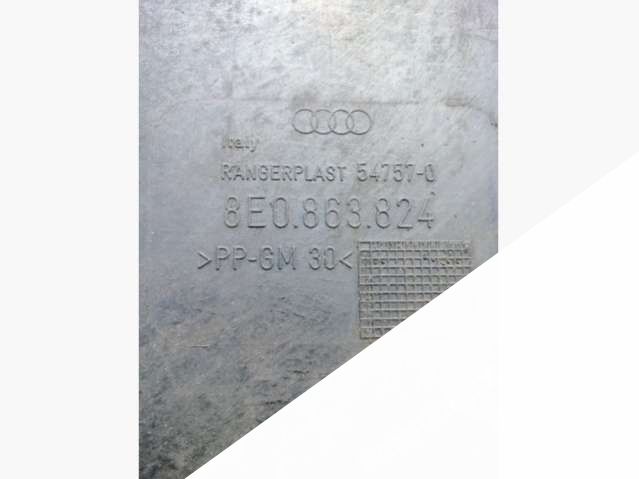 Italy
RANGERPLAST 54757-0
8E0.863.824
>PP-GM 30<